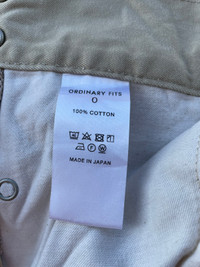 ORDINARY FITS
0
100% COTTON
MADE IN JAPAN